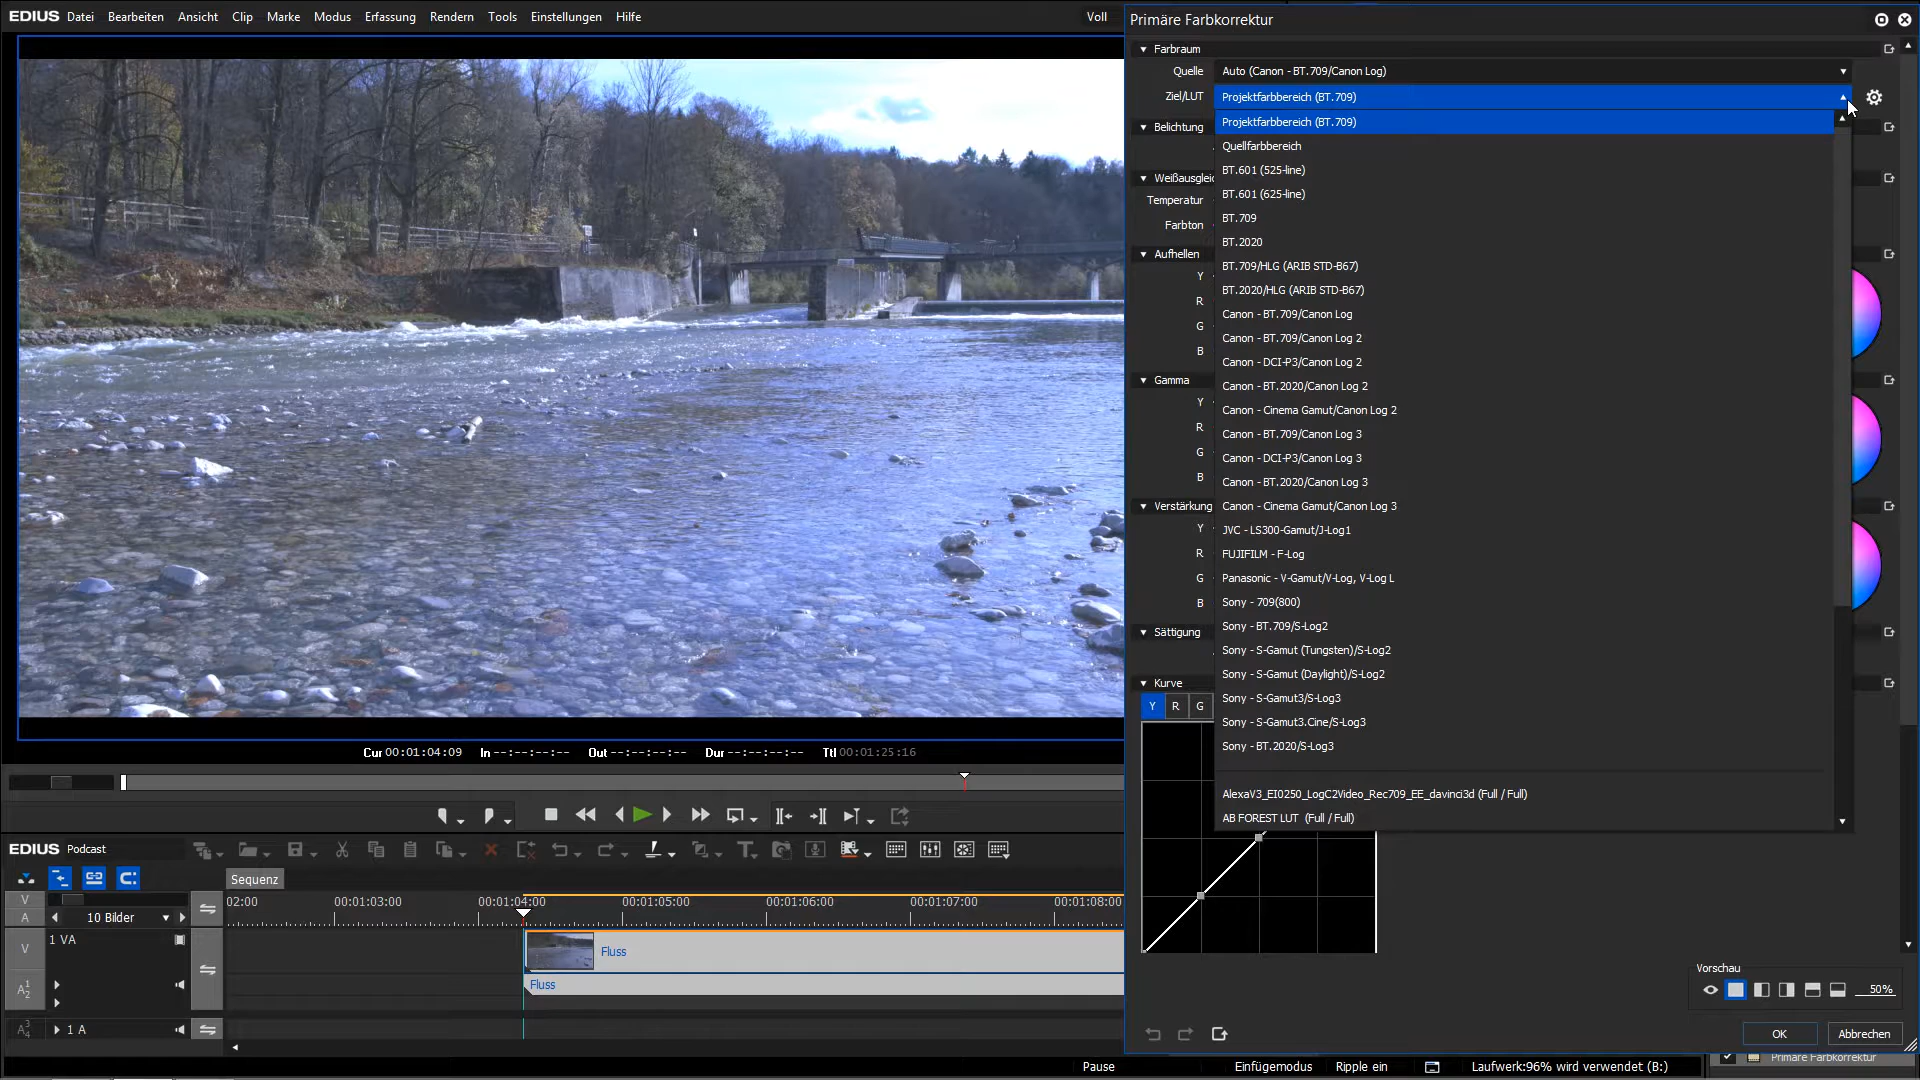 EDIUS Datei Bearbeiten Ansicht Clip Marke Modus Erfassung Rendern Tools Einstellungen Hilfe Voll
Primäre Farbkorrektur
Farbraum
Quelle Auto (Canon - BT.709/Canon Log)
Ziel/LUT Projektfarbbereich (BT.709)
Projektfarbbereich (BT.709)
Quellfarbbereich
BT.601 (525-line)
BT.601 (625-line)
BT.709
BT.2020
BT.709/HLG (ARIB STD-B67)
BT.2020/HLG (ARIB STD-B67)
Canon - BT.709/Canon Log
Canon - BT.709/Canon Log 2
Canon - DCI-P3/Canon Log 2
Canon - BT.2020/Canon Log 2
Canon - Cinema Gamut/Canon Log 2
Canon - BT.709/Canon Log 3
Canon - DCI-P3/Canon Log 3
Canon - BT.2020/Canon Log 3
Canon - Cinema Gamut/Canon Log 3
JVC - LS300-Gamut/J-Log1
FUJIFILM - F-Log
Panasonic - V-Gamut/V-Log, V-Log L
Sony - 709(800)
Sony - BT.709/S-Log2
Sony - S-Gamut (Tungsten)/S-Log2
Sony - S-Gamut (Daylight)/S-Log2
Sony - S-Gamut3/S-Log3
Sony - S-Gamut3.Cine/S-Log3
Sony - BT.2020/S-Log3
AlexaV3_EI0250_LogC2Video_Rec709_EE_davinci3d (Full / Full)
AB FOREST LUT (Full / Full)
Belichtung
Weißausgleic
Temperatur
Farbton
Aufhellen
Y
R
G
B
Gamma
Y
R
G
B
Verstärkung
Y
R
G
B
Sättigung
Kurve
Y R G
Vorschau
50%
OK Abbrechen
Cur 00:01:04:09 In --:--:--:-- Out --:--:--:-- Dur --:--:--:-- Ttl 00:01:25:16
EDIUS Podcast
Sequenz
V
A
10 Bilder
02:00 00:01:03:00 00:01:04:00 00:01:05:00 00:01:06:00 00:01:07:00 00:01:08:00
V 1 VA
Fluss
A 1 2
Fluss
A 3 4 1 A
Pause Einfügemodus Ripple ein Laufwerk:96% wird verwendet (B:)
Primäre Farbkorrektur